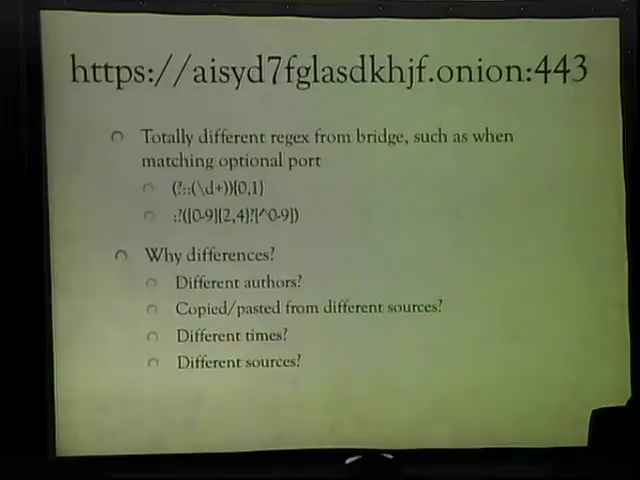 https://aisyd7fglasdkhjf.onion:443
Totally different regex from bridge, such as when
matching optional port
(?::(\d+)){0,1}
:?([0-9]{2,4}?[^0-9])
Why differences?
Different authors?
Copied/pasted from different sources?
Different times?
Different sources?